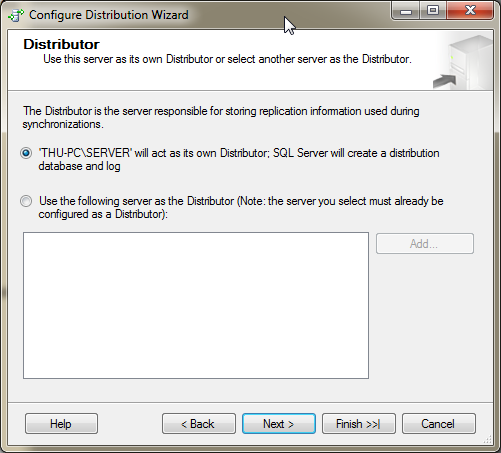 Configure Distribution Wizard
Distributor
Use this server as its own Distributor or select another server as the Distributor.
The Distributor is the server responsible for storing replication information used during
synchronizations.
'THU-PC\SERVER' will act as its own Distributor; SQL Server will create a distribution
database and log
Use the following server as the Distributor (Note: the server you select must already be
configured as a Distributor):
Add...
Help
< Back
Next >
Finish >>|
Cancel